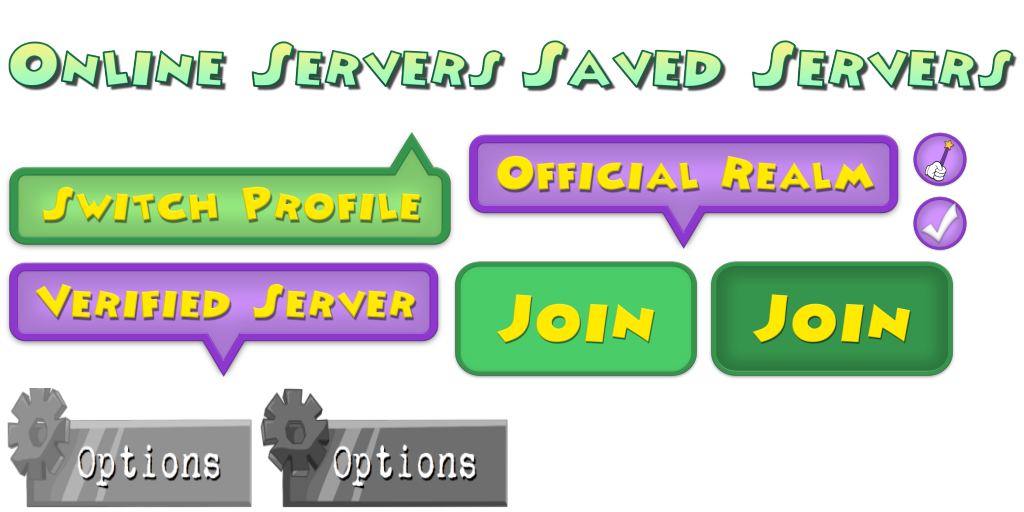 Online Servers
Saved Servers
Switch Profile
Official Realm
Verified Server
Join
Join
Options
Options